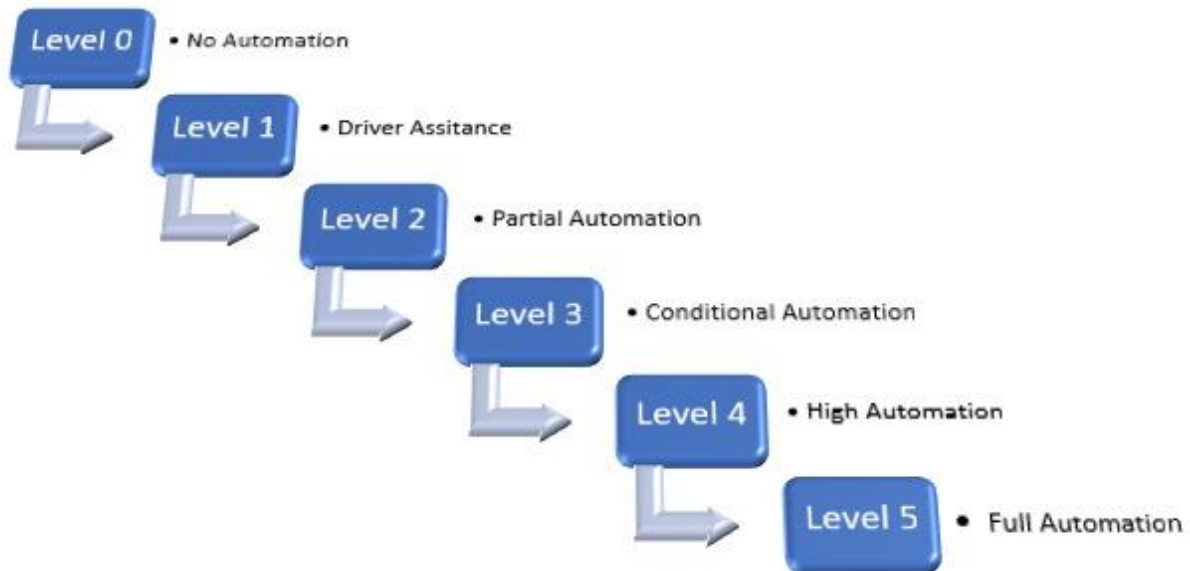 Level 0 • No Automation
Level 1 • Driver Assitance
Level 2 • Partial Automation
Level 3 • Conditional Automation
Level 4 • High Automation
Level 5 • Full Automation